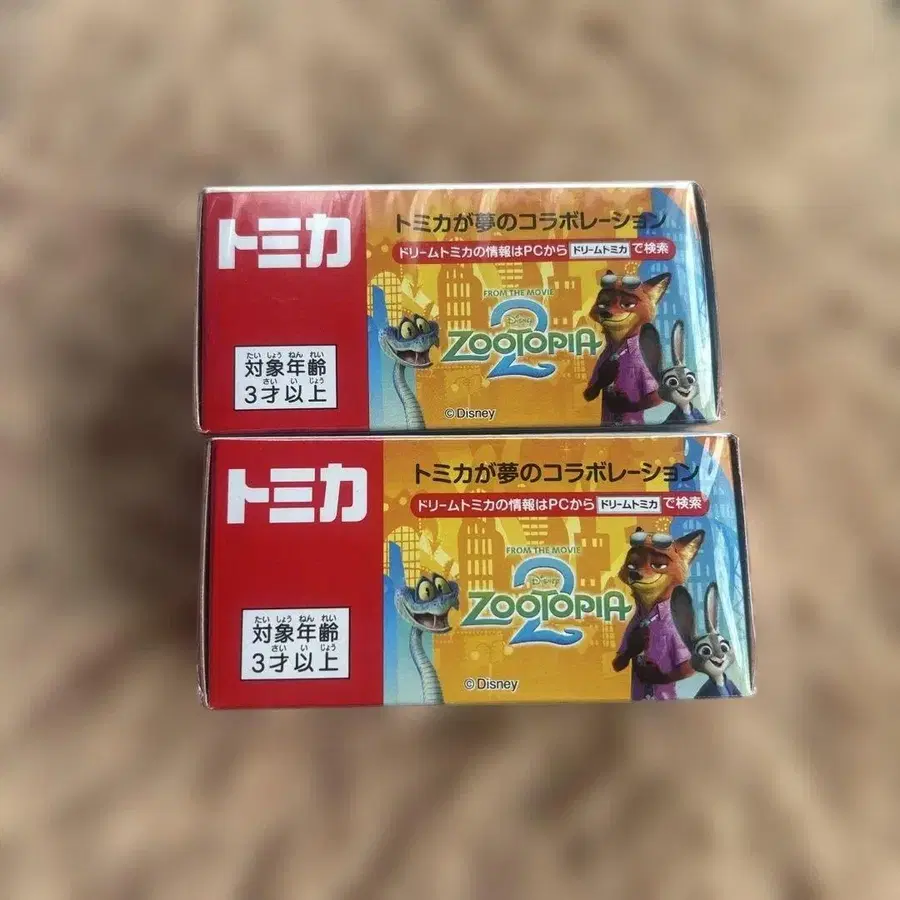 トミカ
トミカが夢のコラボレーション
ドリームトミカの情報はPCから ドリームトミカ で検索
FROM THE MOVIE
Disney
ZOOTOPIA
2
たい しょう ねん れい
対象年齢
さい い じょう
3才以上
©Disney
トミカ
トミカが夢のコラボレーション
ドリームトミカの情報はPCから ドリームトミカ で検索
FROM THE MOVIE
Disney
ZOOTOPIA
2
たい しょう ねん れい
対象年齢
さい い じょう
3才以上
©Disney